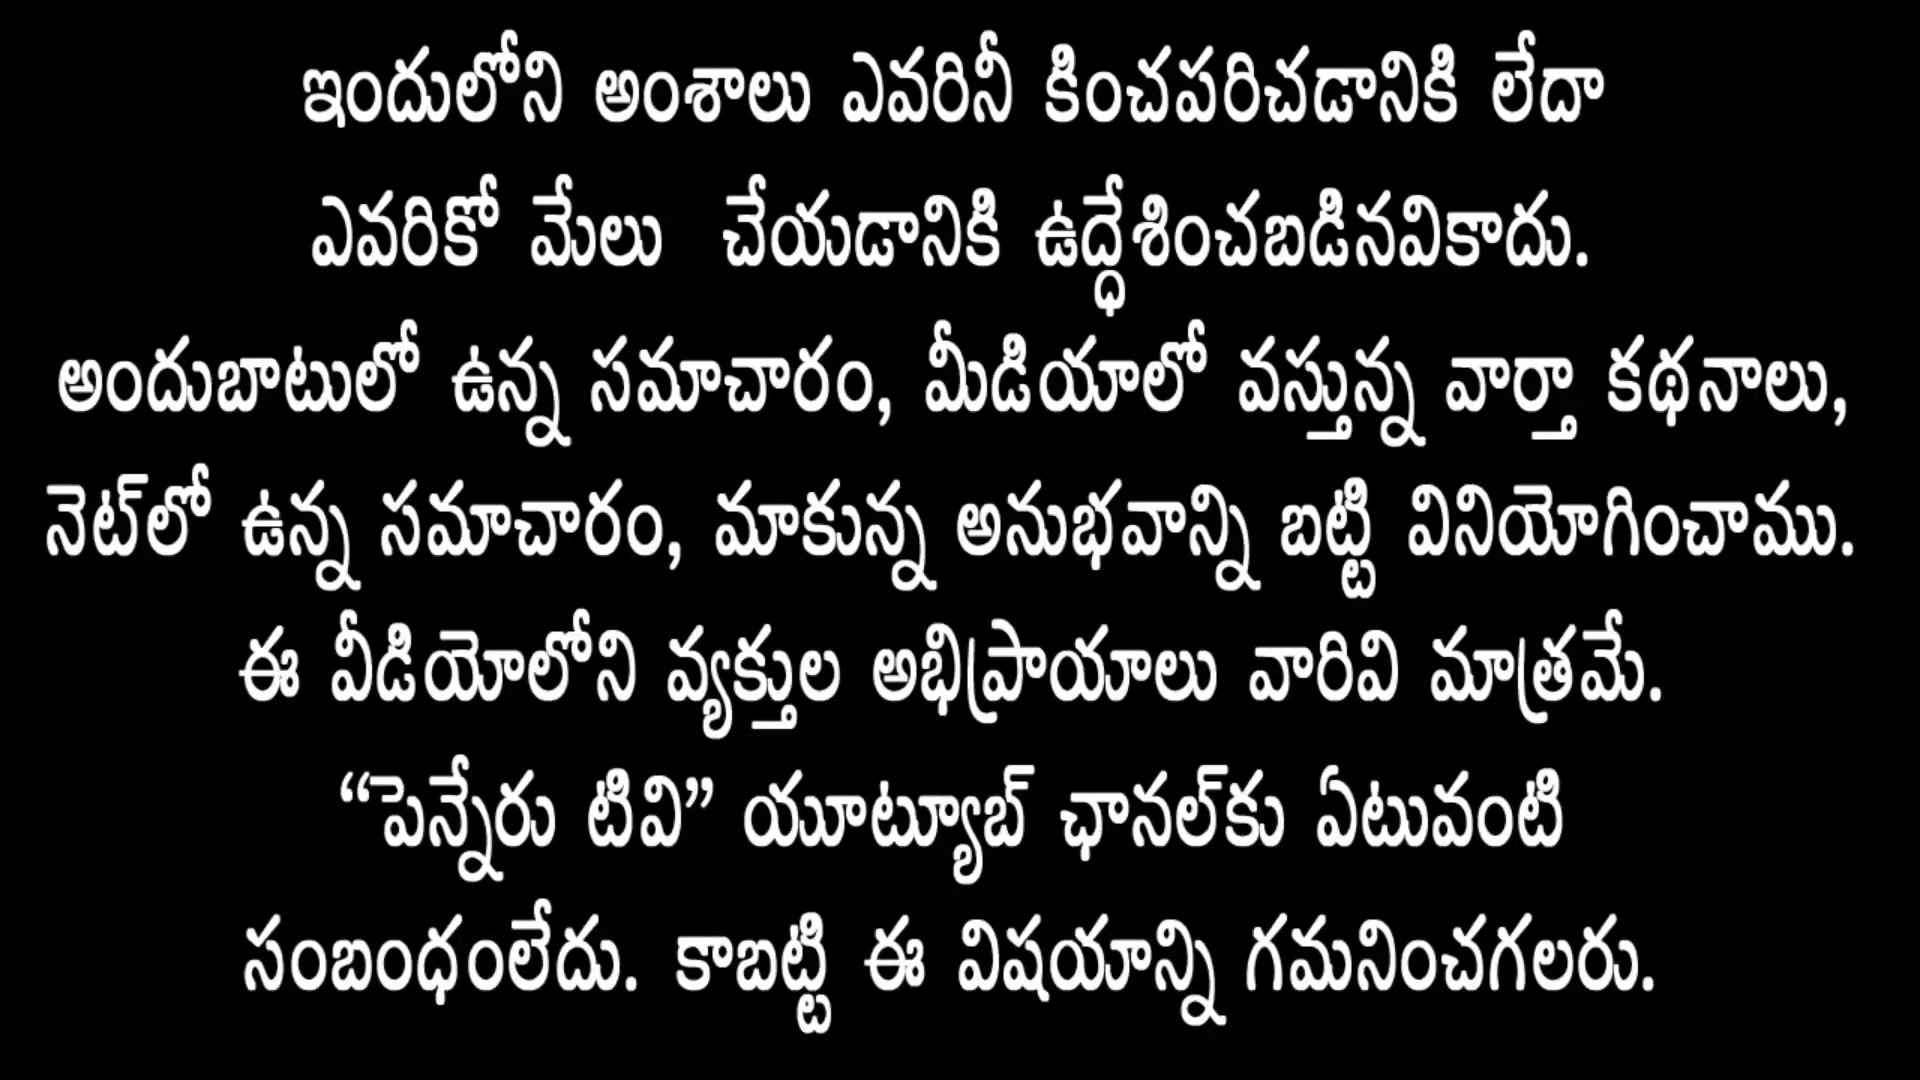 ఇందులోని అంశాలు ఎవరినీ కించపరిచడానికి లేదా
ఎవరికో మేలు చేయడానికి ఉద్ధేశించబడినవికాదు.
అందుబాటులో ఉన్న సమాచారం, మీడియాలో వస్తున్న వార్తా కథనాలు,
నెట్‌లో ఉన్న సమాచారం, మాకున్న అనుభవాన్ని బట్టి వినియోగించాము.
ఈ వీడియోలోని వ్యక్తుల అభిప్రాయాలు వారివి మాత్రమే.
“పెన్నేరు టివి” యూట్యూబ్ ఛానల్‌కు ఏటువంటి
సంబంధంలేదు. కాబట్టి ఈ విషయాన్ని గమనించగలరు.